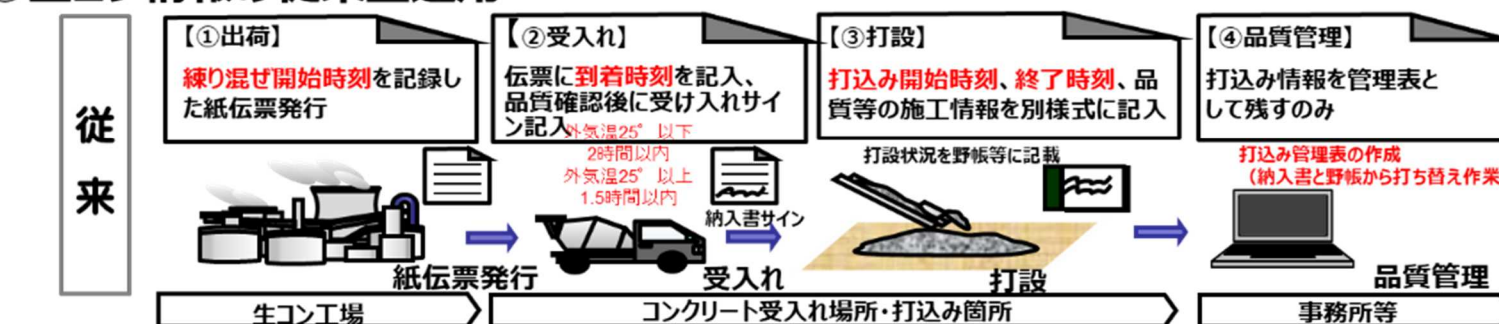 従
来
【①出荷】
練り混ぜ開始時刻を記録し
た紙伝票発行
【②受入れ】
伝票に到着時刻を記入、
品質確認後に受け入れサイ
ン記入
外気温25°以下
2時間以内
外気温25°以上
1.5時間以内
納入書サイン
【③打設】
打込み開始時刻、終了時刻、品
質等の施工情報を別様式に記入
打設状況を野帳等に記載
【④品質管理】
打込み情報を管理表と
して残すのみ
打込み管理表の作成
（納入書と野帳から打ち替え作業
紙伝票発行
受入れ
打設
品質管理
生コン工場
コンクリート受入れ場所・打込み箇所
事務所等